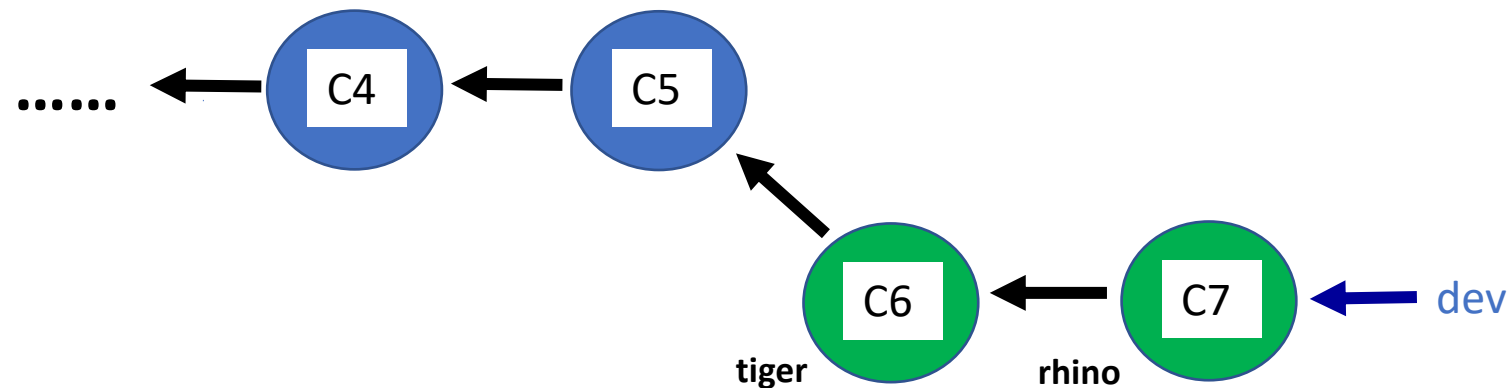 ......
C4
C5
C6
C7
dev
tiger
rhino